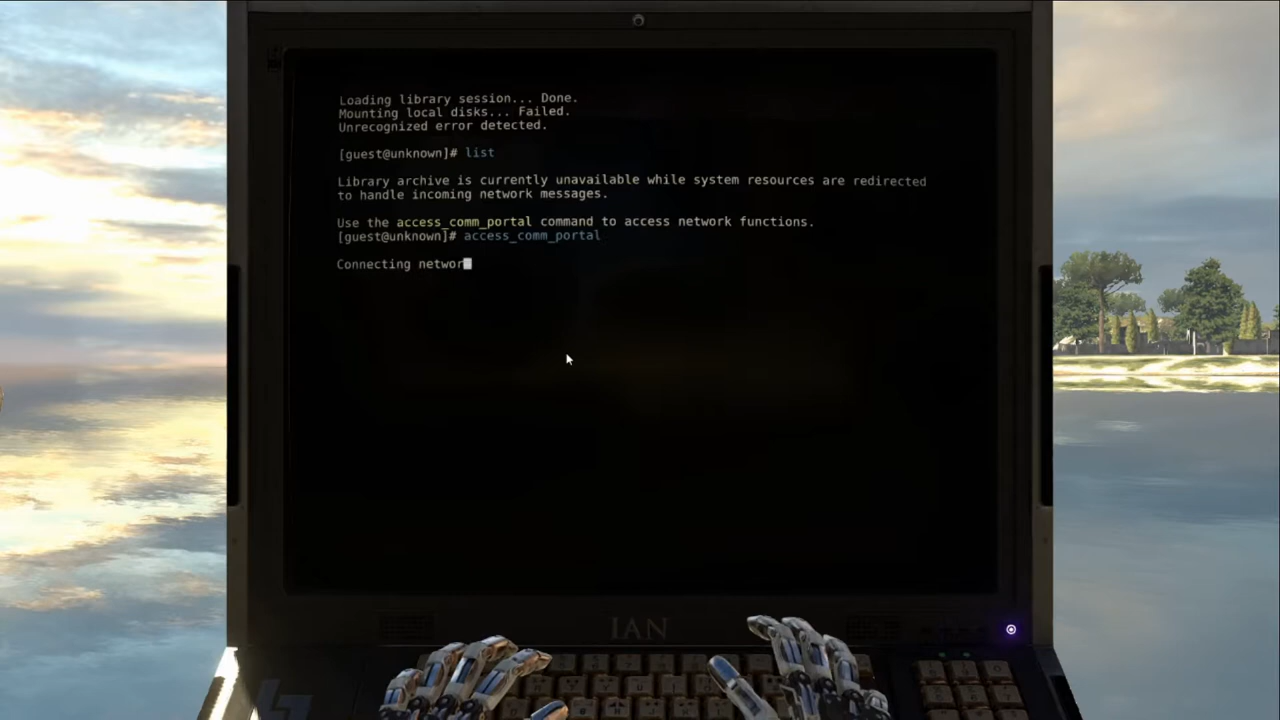 Loading library session... Done.
Mounting local disks... Failed.
Unrecognized error detected.
[guest@unknown]# list
Library archive is currently unavailable while system resources are redirected
to handle incoming network messages.
Use the access_comm_portal command to access network functions.
[guest@unknown]# access_comm_portal
Connecting networ
IAN